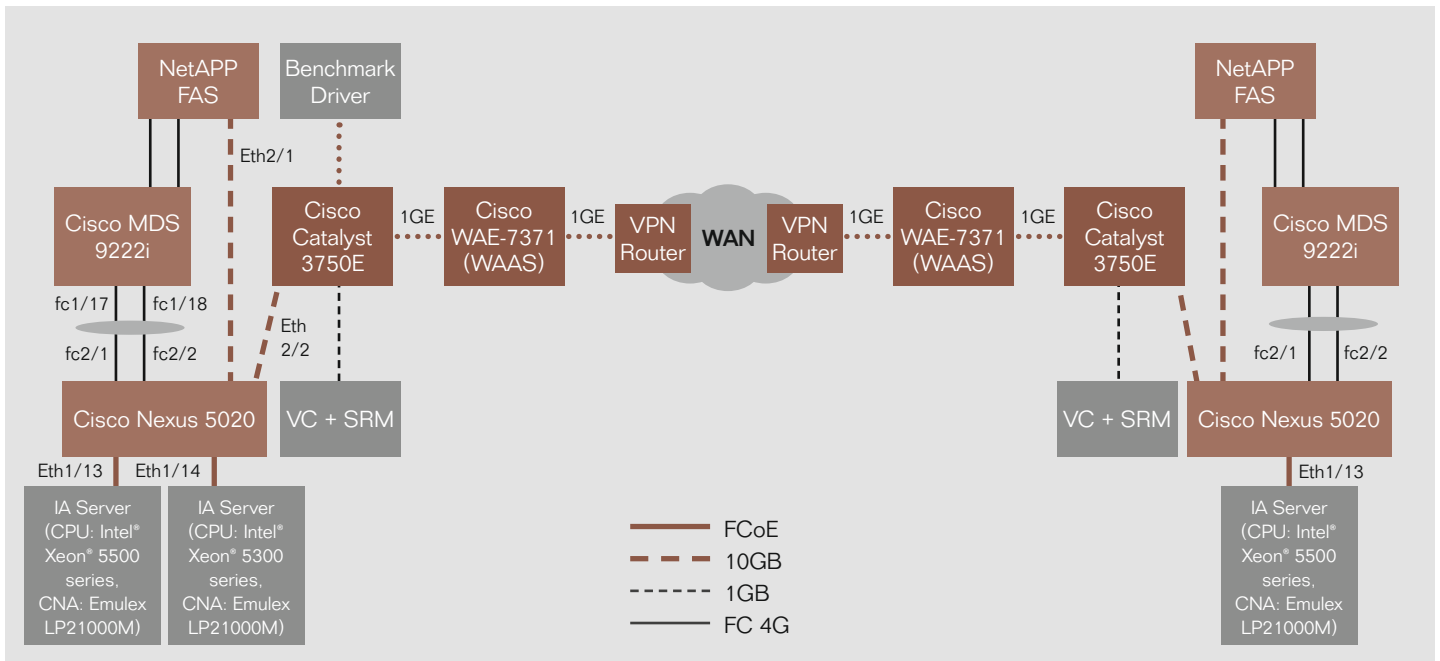 NetAPP
FAS
Benchmark
Driver
NetAPP
FAS
Eth2/1
Cisco MDS
9222i
Cisco
Catalyst
3750E
1GE
Cisco
WAE-7371
(WAAS)
1GE
VPN
Router
WAN
VPN
Router
1GE
Cisco
WAE-7371
(WAAS)
1GE
Cisco
Catalyst
3750E
Cisco MDS
9222i
fc1/17
fc1/18
Eth
2/2
fc2/1
fc2/2
fc2/1
fc2/2
Cisco Nexus 5020
VC + SRM
VC + SRM
Cisco Nexus 5020
Eth1/13
Eth1/14
Eth1/13
IA Server
(CPU: Intel®
Xeon® 5500
series,
CNA: Emulex
LP21000M)
IA Server
(CPU: Intel®
Xeon® 5300
series,
CNA: Emulex
LP21000M)
FCoE
10GB
1GB
FC 4G
IA Server
(CPU: Intel®
Xeon® 5500
series,
CNA: Emulex
LP21000M)